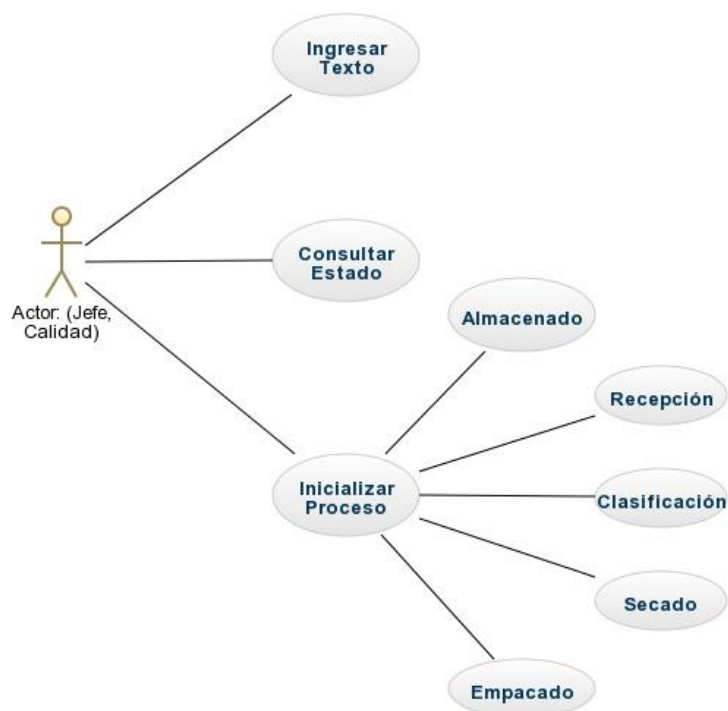 Ingresar
Texto
Consultar
Estado
Actor: (Jefe,
Calidad)
Almacenado
Recepción
Inicializar
Proceso
Clasificación
Secado
Empacado